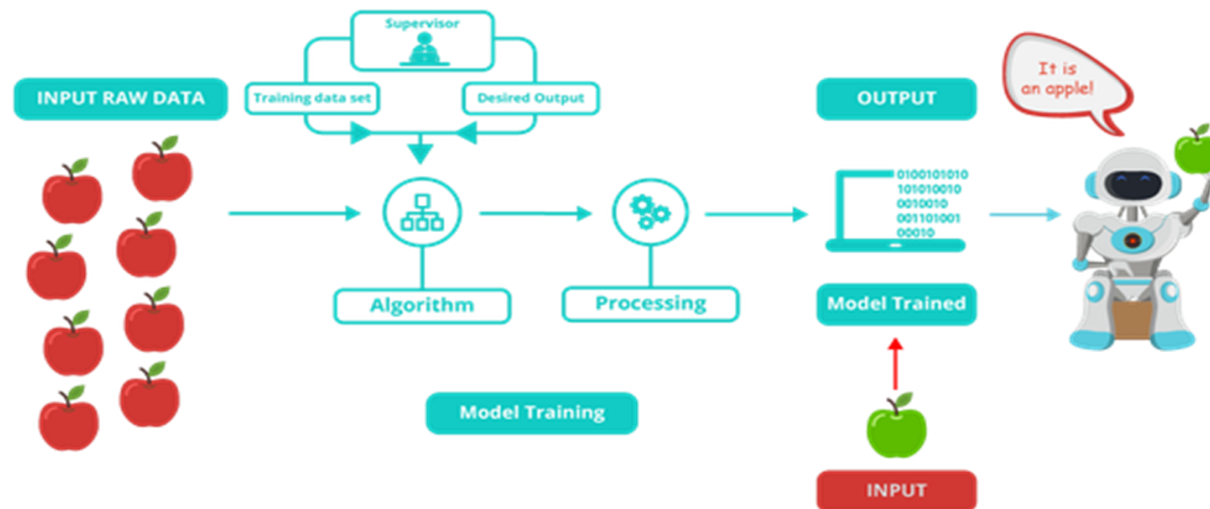 Supervisor
INPUT RAW DATA
Training data set
Desired Output
OUTPUT
It is
an apple!
0100101010
101010010
0010010
001101001
00010
Algorithm
Processing
Model Trained
Model Training
INPUT